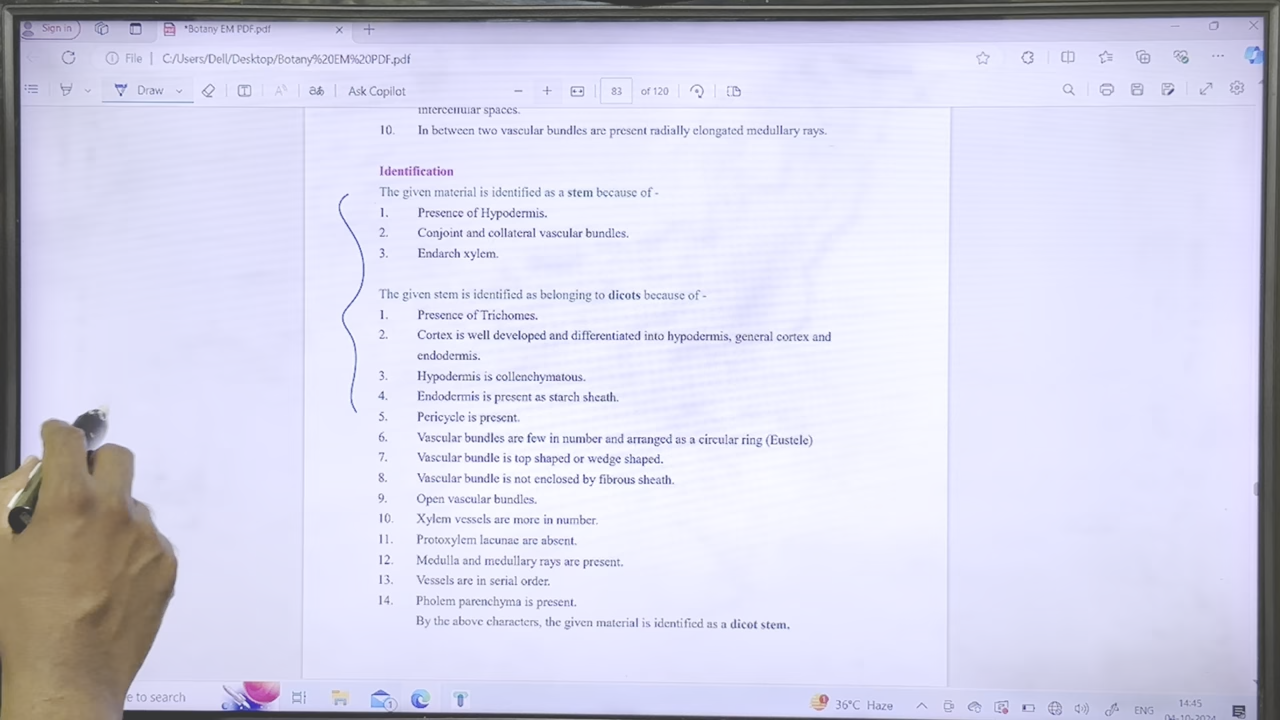 Sign in
*Botany EM PDF.pdf
File C:/Users/Dell/Desktop/Botany%20EM%20PDF.pdf
Draw
Ask Copilot
83 of 120
intercellular spaces.
10. In between two vascular bundles are present radially elongated medullary rays.
Identification
The given material is identified as a stem because of -
1. Presence of Hypodermis.
2. Conjoint and collateral vascular bundles.
3. Endarch xylem.
The given stem is identified as belonging to dicots because of -
1. Presence of Trichomes.
2. Cortex is well developed and differentiated into hypodermis, general cortex and
endodermis.
3. Hypodermis is collenchymatous.
4. Endodermis is present as starch sheath.
5. Pericycle is present.
6. Vascular bundles are few in number and arranged as a circular ring (Eustele)
7. Vascular bundle is top shaped or wedge shaped.
8. Vascular bundle is not enclosed by fibrous sheath.
9. Open vascular bundles.
10. Xylem vessels are more in number.
11. Protoxylem lacunae are absent.
12. Medulla and medullary rays are present.
13. Vessels are in serial order.
14. Pholem parenchyma is present.
By the above characters, the given material is identified as a dicot stem.
e to search
36°C Haze
ENG
14:45
04-10-2024